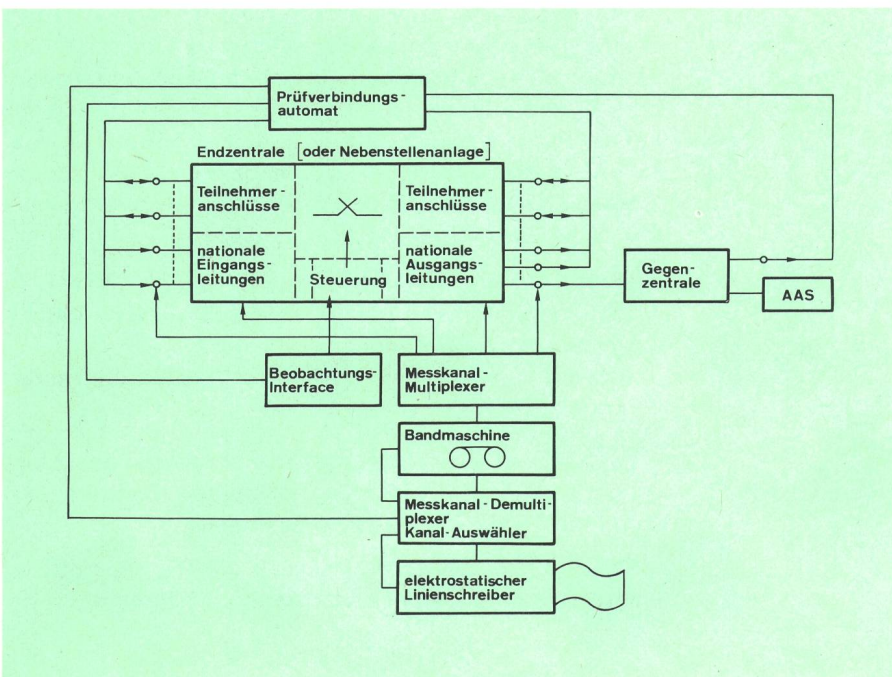 Prüfverbindungs-
automat
Endzentrale [oder Nebenstellenanlage]
Teilnehmer-
anschlüsse
Teilnehmer-
anschlüsse
nationale
Eingangs-
leitungen
Steuerung
nationale
Ausgangs-
leitungen
Gegen-
zentrale
AAS
Beobachtungs-
Interface
Messkanal-
Multiplexer
Bandmaschine
Messkanal-Demulti-
plexer
Kanal-Auswähler
elektrostatischer
Linienschreiber